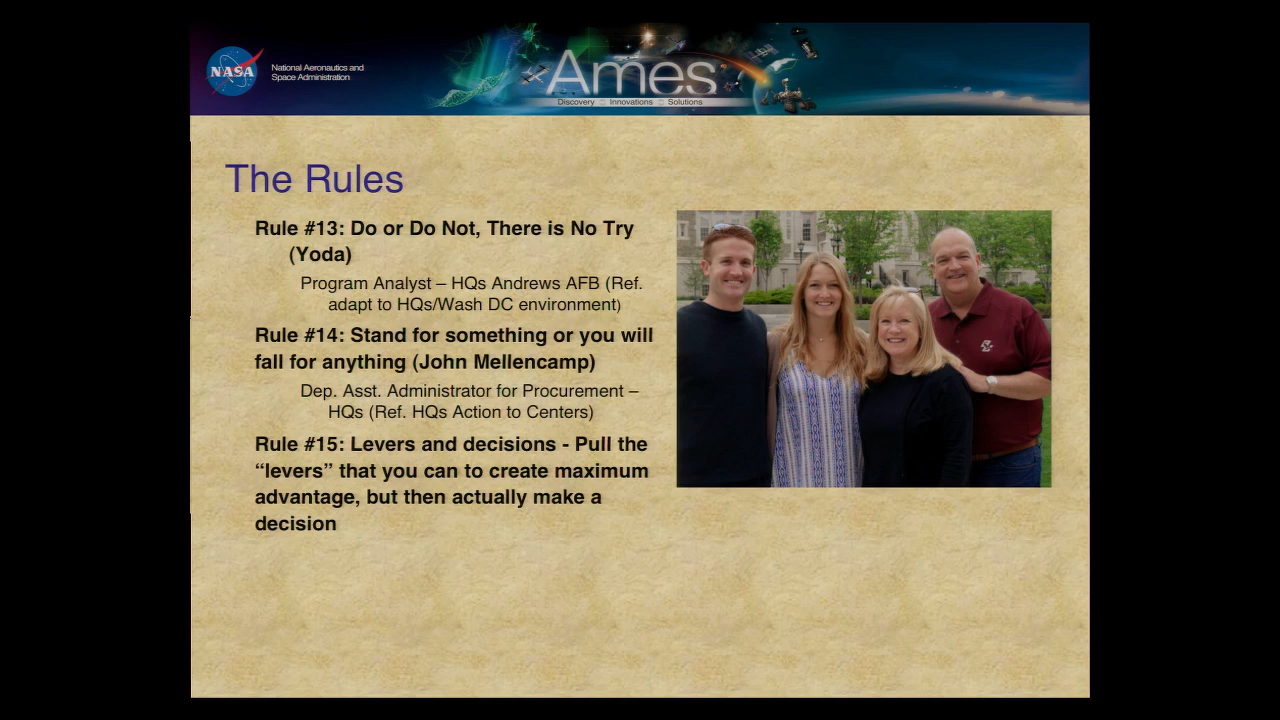 NASA
National Aeronautics and
Space Administration
Ames
Discovery :: Innovations :: Solutions
The Rules
Rule #13: Do or Do Not, There is No Try
(Yoda)
Program Analyst – HQs Andrews AFB (Ref.
adapt to HQs/Wash DC environment)
Rule #14: Stand for something or you will
fall for anything (John Mellencamp)
Dep. Asst. Administrator for Procurement –
HQs (Ref. HQs Action to Centers)
Rule #15: Levers and decisions - Pull the
“levers” that you can to create maximum
advantage, but then actually make a
decision